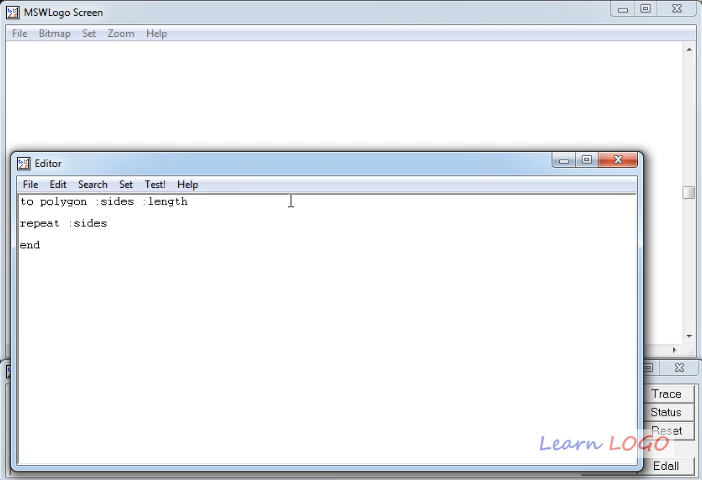 MSWLogo Screen
File Bitmap Set Zoom Help
Editor
File Edit Search Set Test! Help
to polygon :sides :length
repeat :sides
end
Trace
Status
Reset
Edall
Learn LOGO